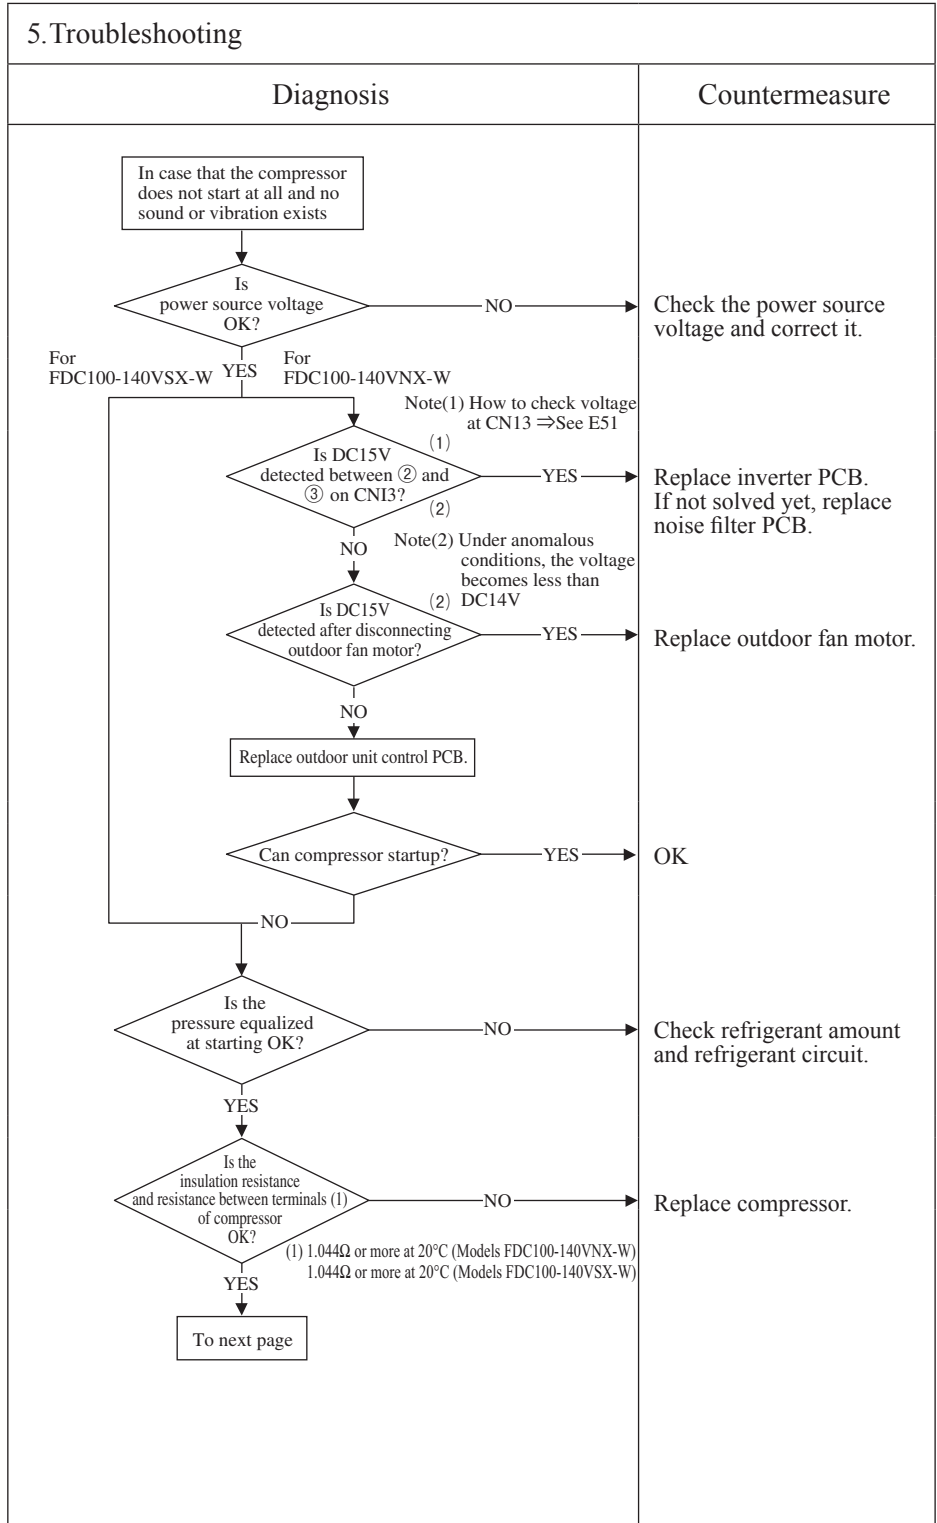 5.Troubleshooting
Diagnosis
Countermeasure
In case that the compressor
does not start at all and no
sound or vibration exists
Is
power source voltage
OK?
NO
Check the power source
voltage and correct it.
YES
For
FDC100-140VSX-W
For
FDC100-140VNX-W
Note(1) How to check voltage
at CN13 ⇒See E51
(1)
Is DC15V
detected between ② and
③ on CNI3?
(2)
YES
Replace inverter PCB.
If not solved yet, replace
noise filter PCB.
NO
Note(2) Under anomalous
conditions, the voltage
becomes less than
DC14V
(2)
Is DC15V
detected after disconnecting
outdoor fan motor?
YES
Replace outdoor fan motor.
NO
Replace outdoor unit control PCB.
Can compressor startup?
YES
OK
NO
Is the
pressure equalized
at starting OK?
NO
Check refrigerant amount
and refrigerant circuit.
YES
Is the
insulation resistance
and resistance between terminals (1)
of compressor
OK?
NO
Replace compressor.
(1) 1.044Ω or more at 20°C (Models FDC100-140VNX-W)
1.044Ω or more at 20°C (Models FDC100-140VSX-W)
YES
To next page